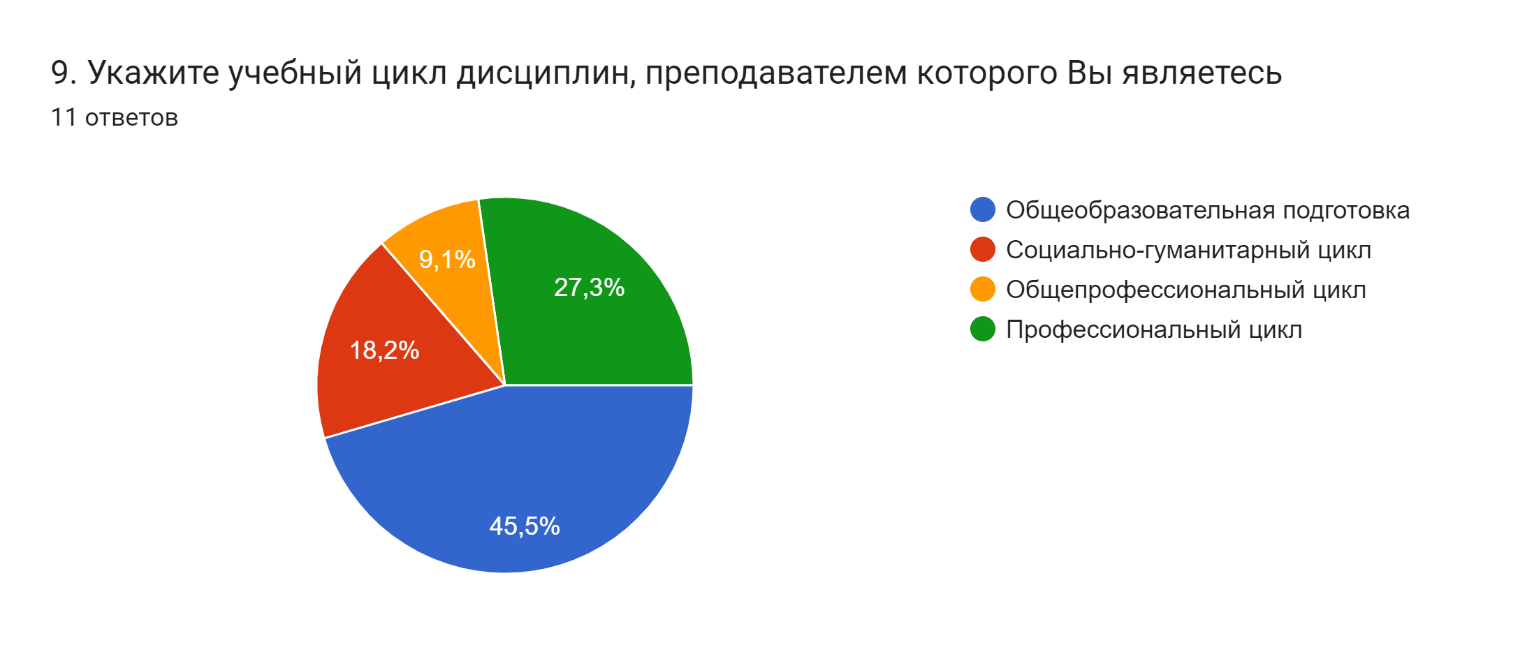 9. Укажите учебный цикл дисциплин, преподавателем которого Вы являетесь
11 ответов
Общеобразовательная подготовка
Социально-гуманитарный цикл
Общепрофессиональный цикл
Профессиональный цикл
9,1%
27,3%
18,2%
45,5%